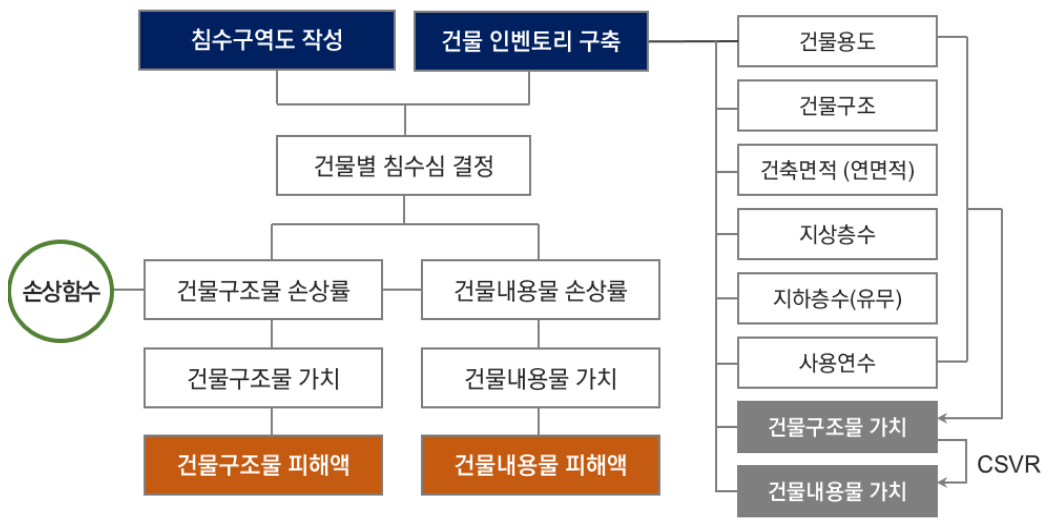 침수구역도 작성
건물 인벤토리 구축
건물용도
건물구조
건물별 침수심 결정
건축면적 (연면적)
지상층수
손상함수
건물구조물 손상률
건물내용물 손상률
지하층수(유무)
건물구조물 가치
건물내용물 가치
사용연수
건물구조물 가치
건물구조물 피해액
건물내용물 피해액
CSVR
건물내용물 가치